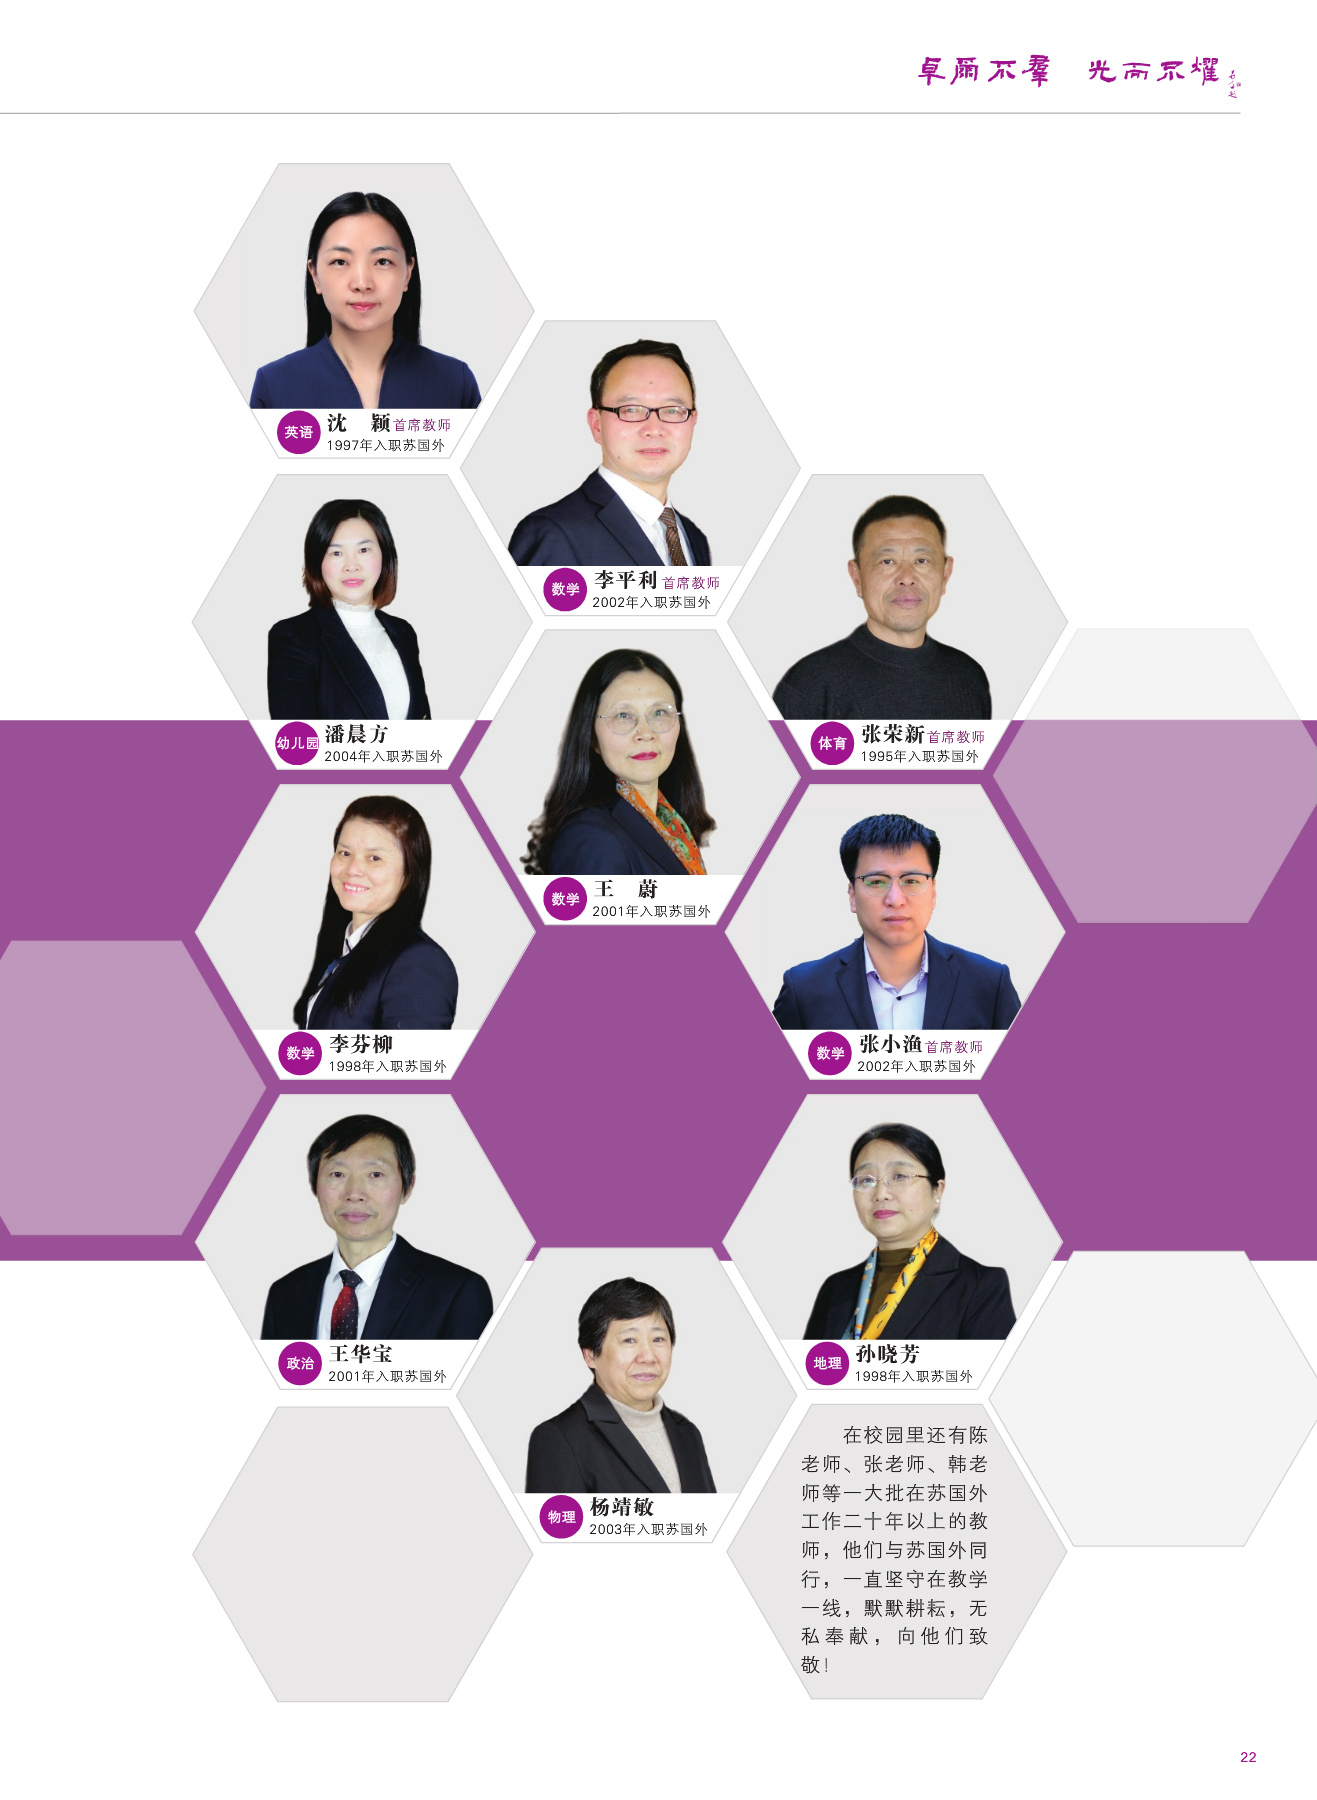 卓爾不羣　光而不燿
英语
沈　颖 首席教师
1997年入职苏国外
数学
李平利 首席教师
2002年入职苏国外
幼儿园
潘晨方
2004年入职苏国外
体育
张荣新 首席教师
1995年入职苏国外
数学
王　蔚
2001年入职苏国外
数学
李芬柳
1998年入职苏国外
数学
张小渔 首席教师
2002年入职苏国外
政治
王华宝
2001年入职苏国外
地理
孙晓芳
1998年入职苏国外
物理
杨靖敏
2003年入职苏国外
在校园里还有陈
老师、张老师、韩老
师等一大批在苏国外
工作二十年以上的教
师，他们与苏国外同
行，一直坚守在教学
一线，默默耕耘，无
私奉献，向他们致
敬！
22